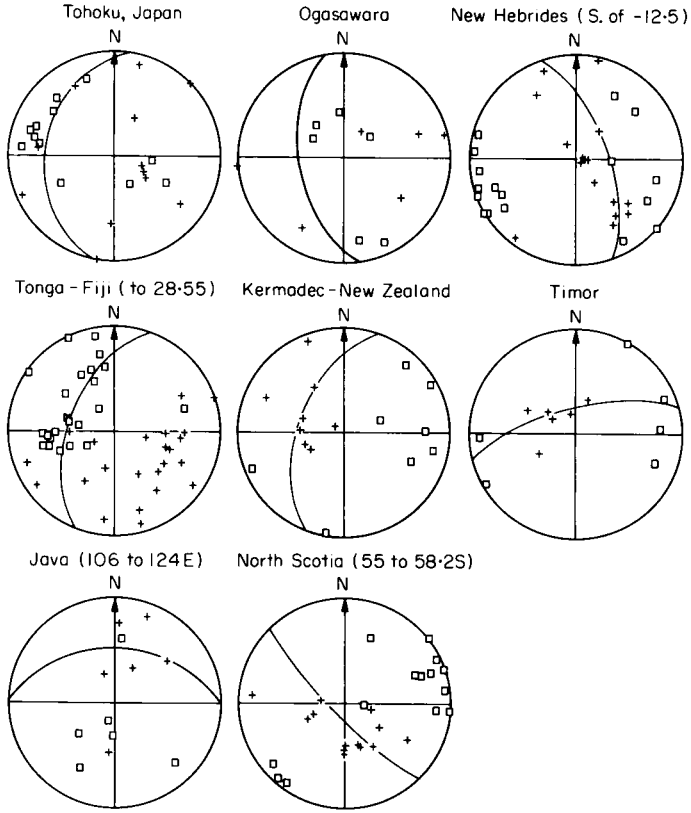 Tohoku, Japan
Ogasawara
New Hebrides (S. of -12·5)
N
N
N
Tonga-Fiji (to 28·55)
Kermadec-New Zealand
Timor
N
N
N
Java (106 to 124E)
North Scotia (55 to 58·2S)
N
N